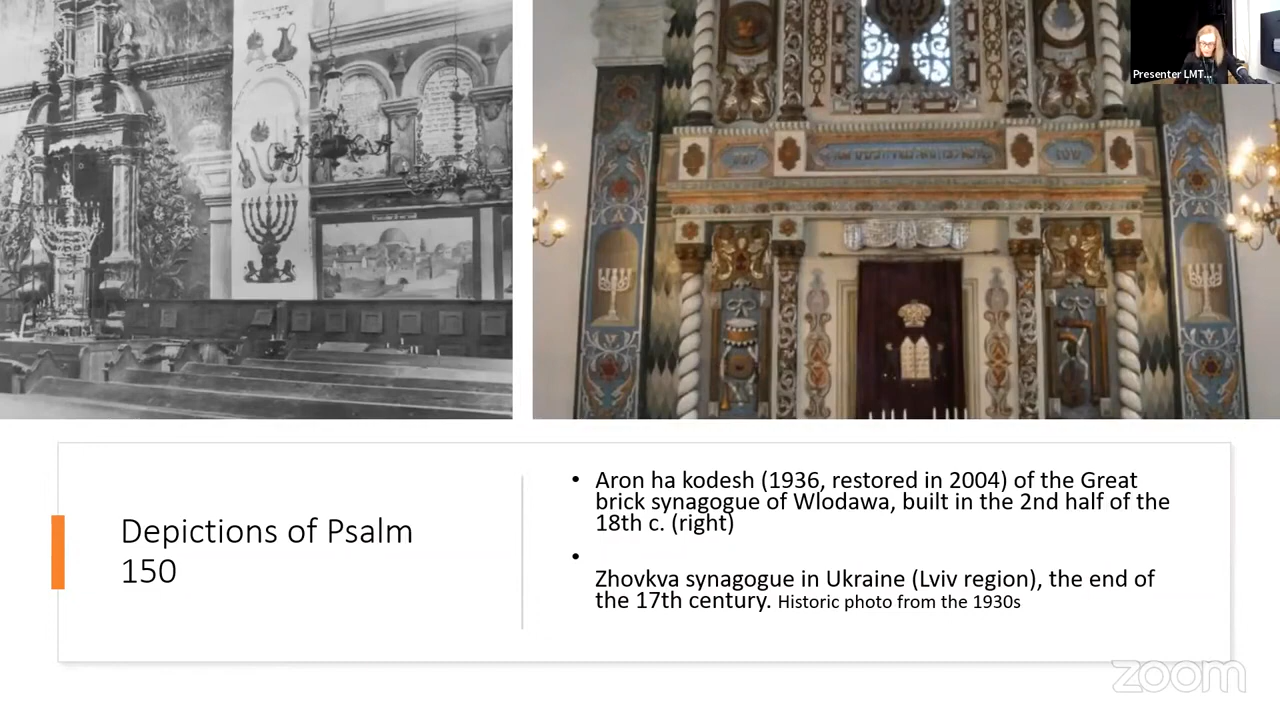 Presenter LMT...
Depictions of Psalm
150
• Aron ha kodesh (1936, restored in 2004) of the Great
brick synagogue of Wlodawa, built in the 2nd half of the
18th c. (right)
•
Zhovkva synagogue in Ukraine (Lviv region), the end of
the 17th century. Historic photo from the 1930s
zoom